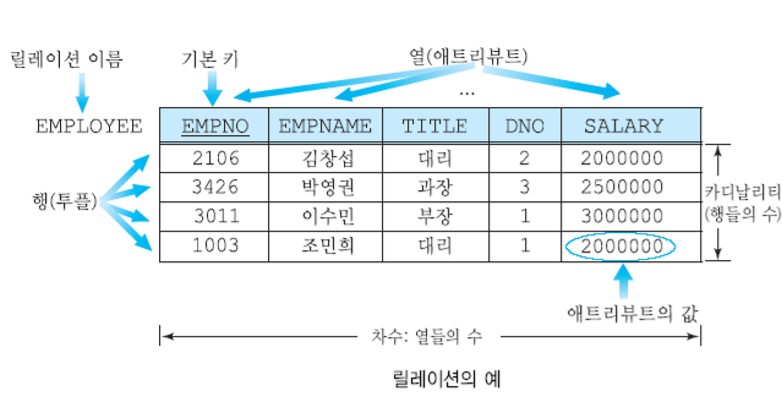 릴레이션 이름 기본 키 열(애트리뷰트)
...
EMPLOYEE EMPNO EMPNAME TITLE DNO SALARY
2106 김창섭 대리 2 2000000
3426 박영권 과장 3 2500000
3011 이수민 부장 1 3000000
1003 조민희 대리 1 2000000
행(투플)
카디날리티
(행들의 수)
애트리뷰트의 값
차수: 열들의 수
릴레이션의 예